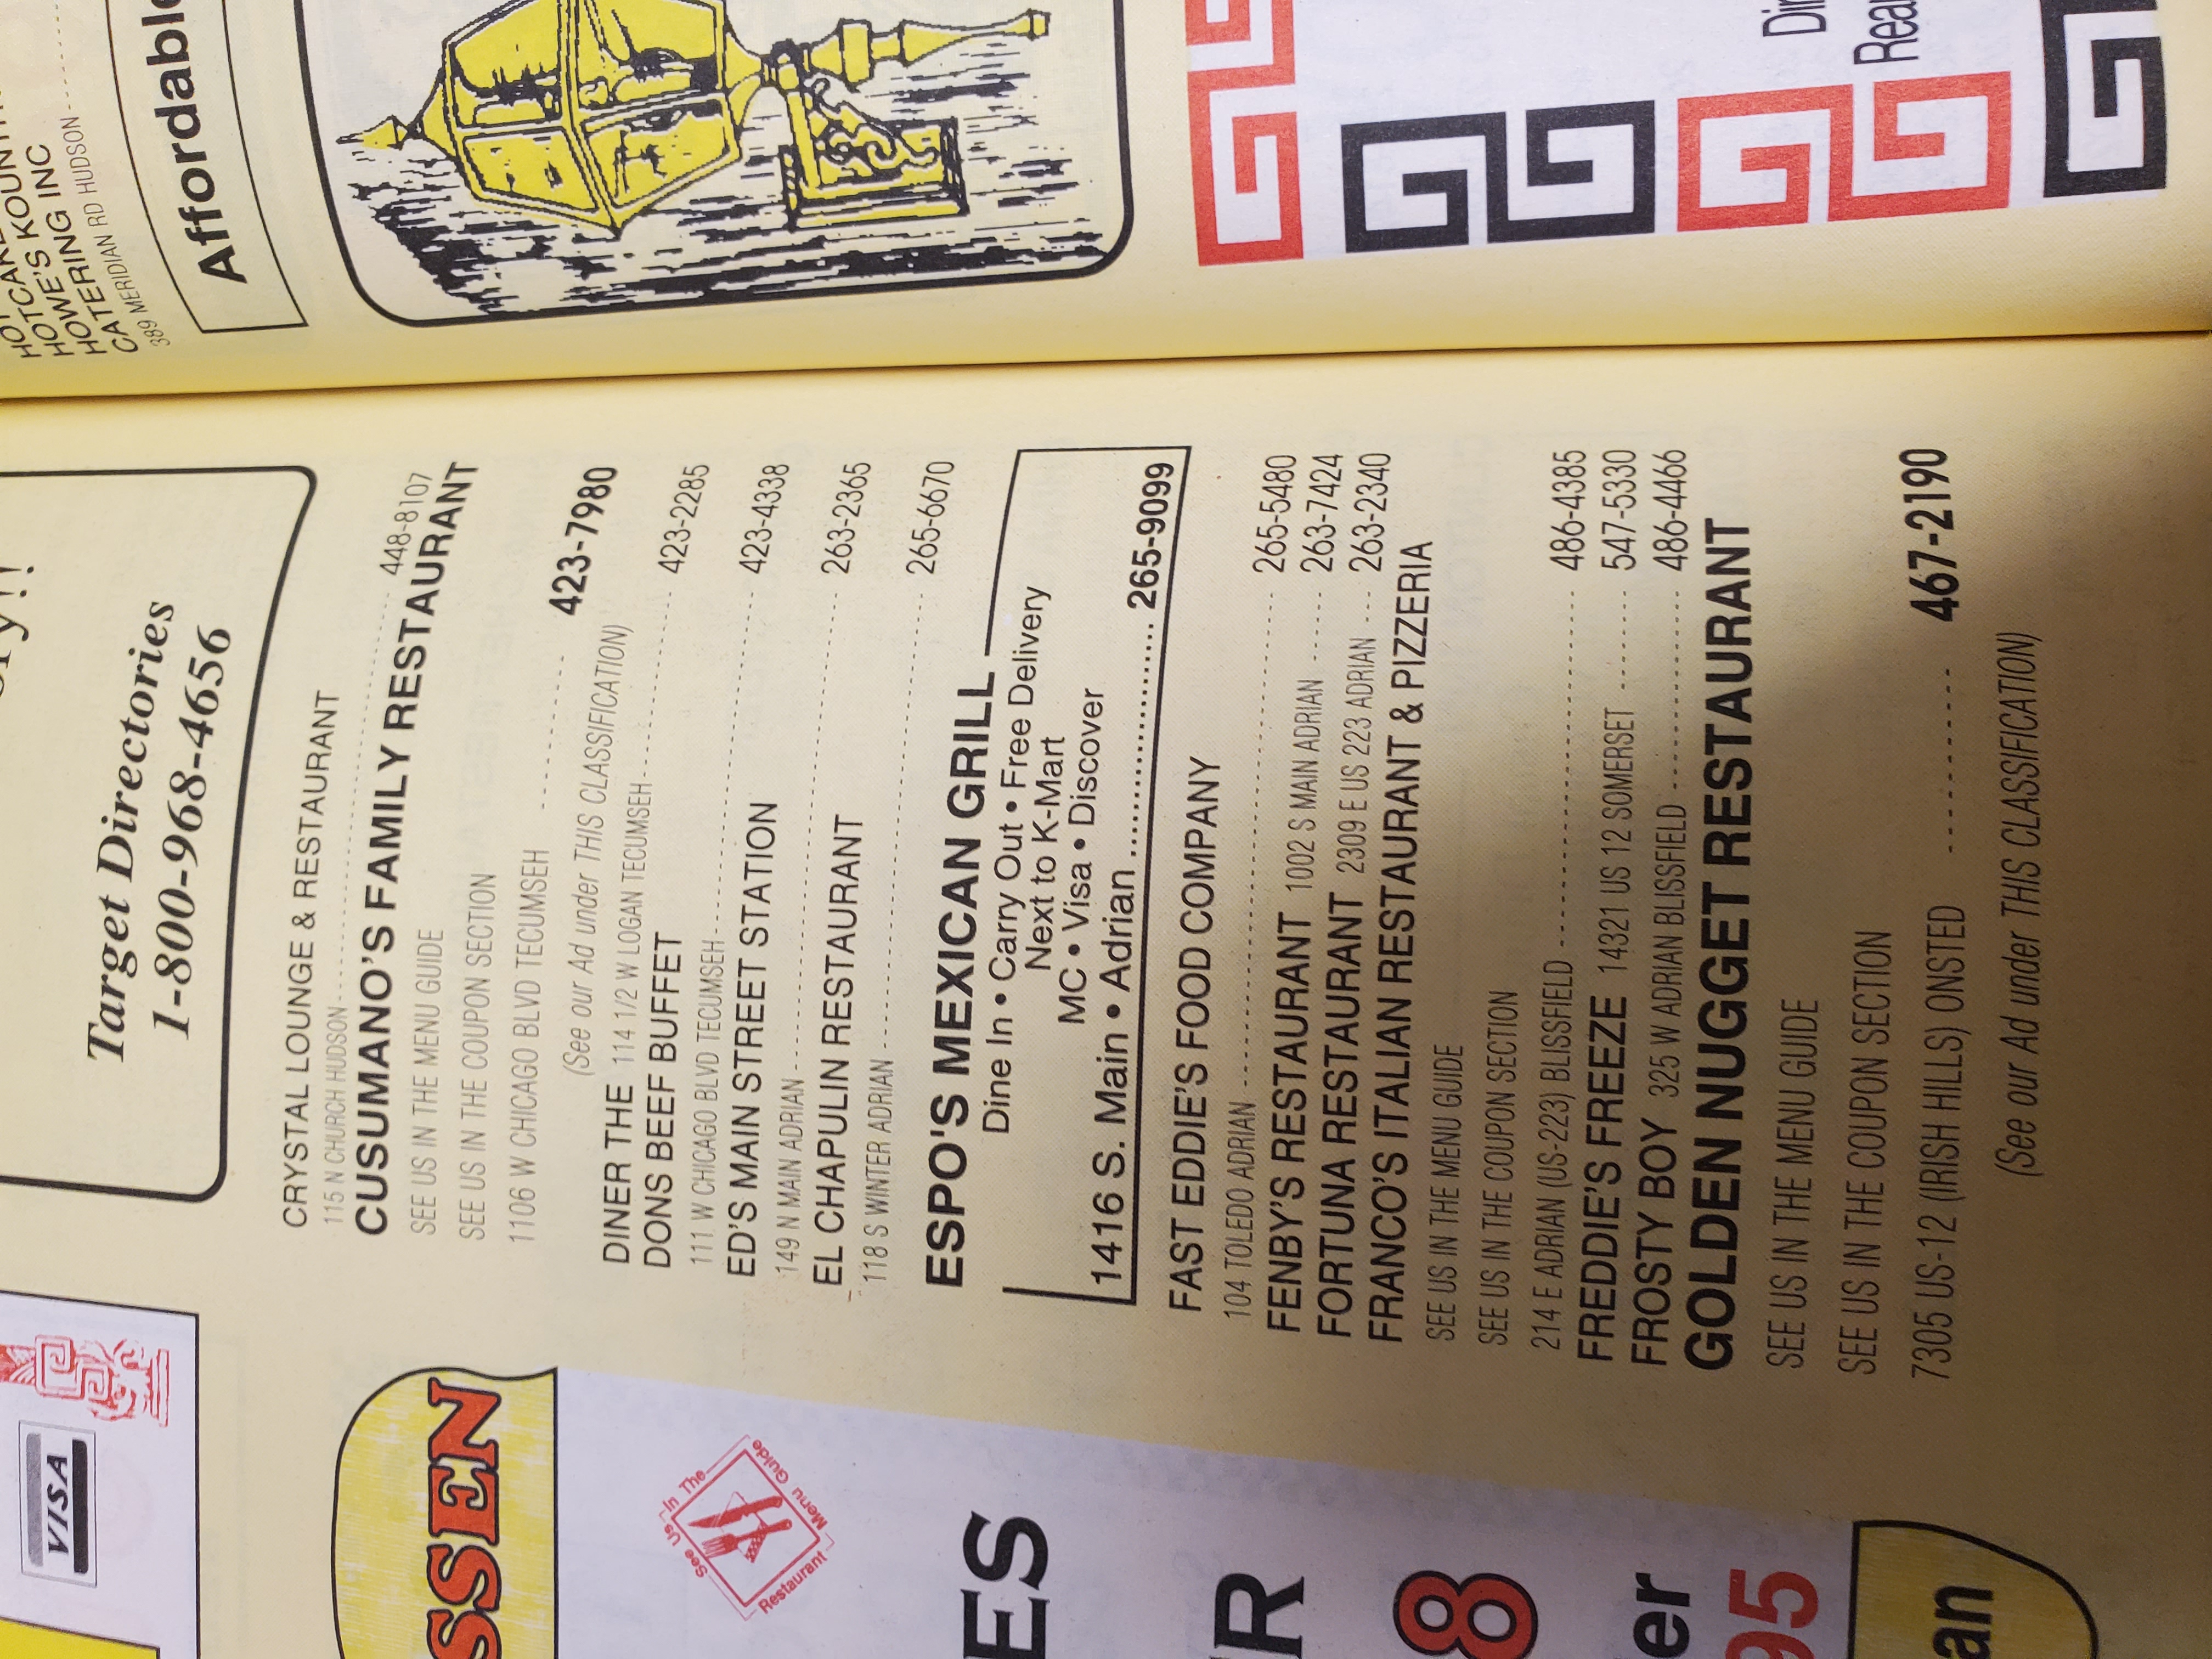 VISA
SSEN
See Us In The
Restaurant Menu Guide
ES
R
8
er
95
an
Target Directories
1-800-968-4656
CRYSTAL LOUNGE & RESTAURANT
115 N CHURCH HUDSON 448-8107
CUSUMANO'S FAMILY RESTAURANT
SEE US IN THE MENU GUIDE
SEE US IN THE COUPON SECTION
1106 W CHICAGO BLVD TECUMSEH 423-7980
(See our Ad under THIS CLASSIFICATION)
DINER THE 114 1/2 W LOGAN TECUMSEH 423-2285
DONS BEEF BUFFET
111 W CHICAGO BLVD TECUMSEH 423-4338
ED'S MAIN STREET STATION
149 N MAIN ADRIAN 263-2365
EL CHAPULIN RESTAURANT
118 S WINTER ADRIAN 265-6670
ESPO'S MEXICAN GRILL
Dine In • Carry Out • Free Delivery
Next to K-Mart
MC • Visa • Discover
1416 S. Main • Adrian 265-9099
FAST EDDIE'S FOOD COMPANY
104 TOLEDO ADRIAN 265-5480
FENBY'S RESTAURANT 1002 S MAIN ADRIAN 263-7424
FORTUNA RESTAURANT 2309 E US 223 ADRIAN 263-2340
FRANCO'S ITALIAN RESTAURANT & PIZZERIA
SEE US IN THE MENU GUIDE
SEE US IN THE COUPON SECTION
214 E ADRIAN (US-223) BLISSFIELD 486-4385
FREDDIE'S FREEZE 14321 US 12 SOMERSET 547-5330
FROSTY BOY 325 W ADRIAN BLISSFIELD 486-4466
GOLDEN NUGGET RESTAURANT
SEE US IN THE MENU GUIDE
SEE US IN THE COUPON SECTION
7305 US-12 (IRISH HILLS) ONSTED 467-2190
(See our Ad under THIS CLASSIFICATION)
HOWE'S
HOWERING INC
CATERING
389 MERIDIAN RD HUDSON
Affordable
Din
Rea